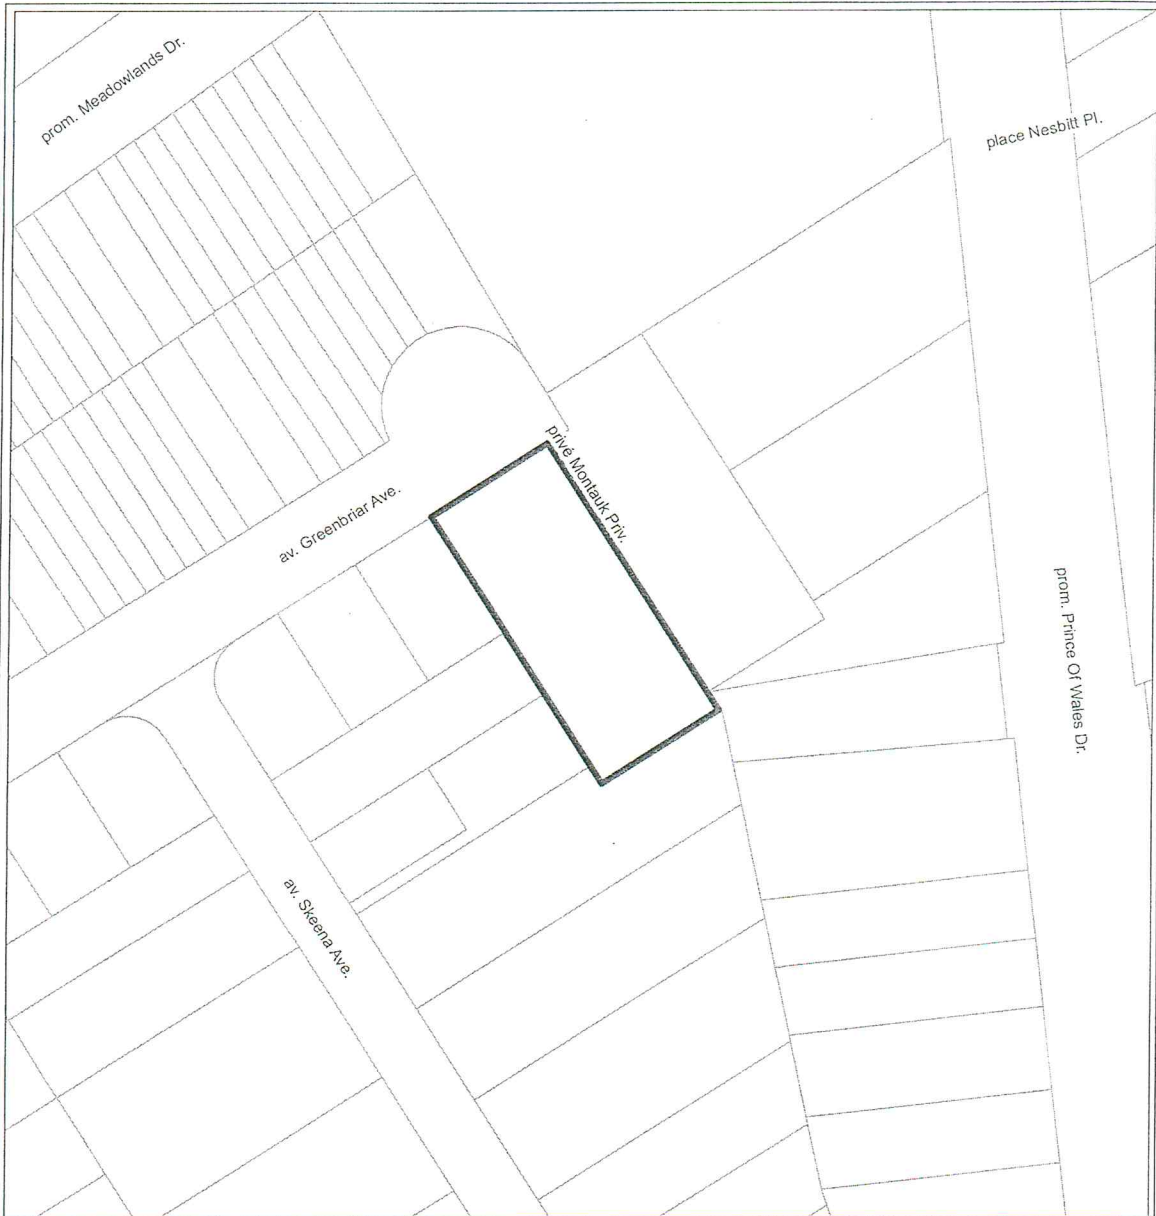 prom. Meadowlands Dr.
place Nesbitt Pl.
privé Montauk Priv.
av. Greenbriar Ave.
prom. Prince Of Wales Dr.
av. Skeena Ave.